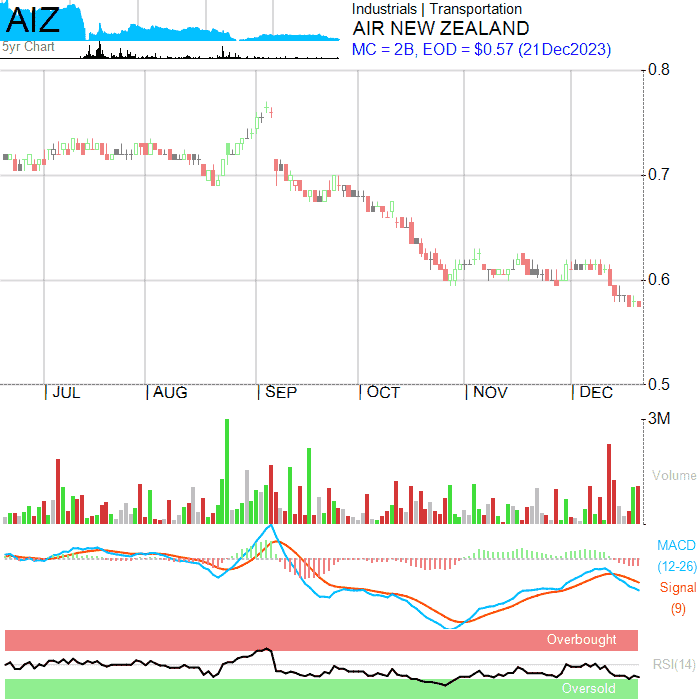 AIZ
5yr Chart
Industrials | Transportation
AIR NEW ZEALAND
MC = 2B, EOD = $0.57 (21Dec2023)
0.8
0.7
0.6
0.5
| JUL | AUG | SEP | OCT | NOV | DEC
3M
Volume
MACD
(12-26)
Signal
(9)
Overbought
RSI(14)
Oversold